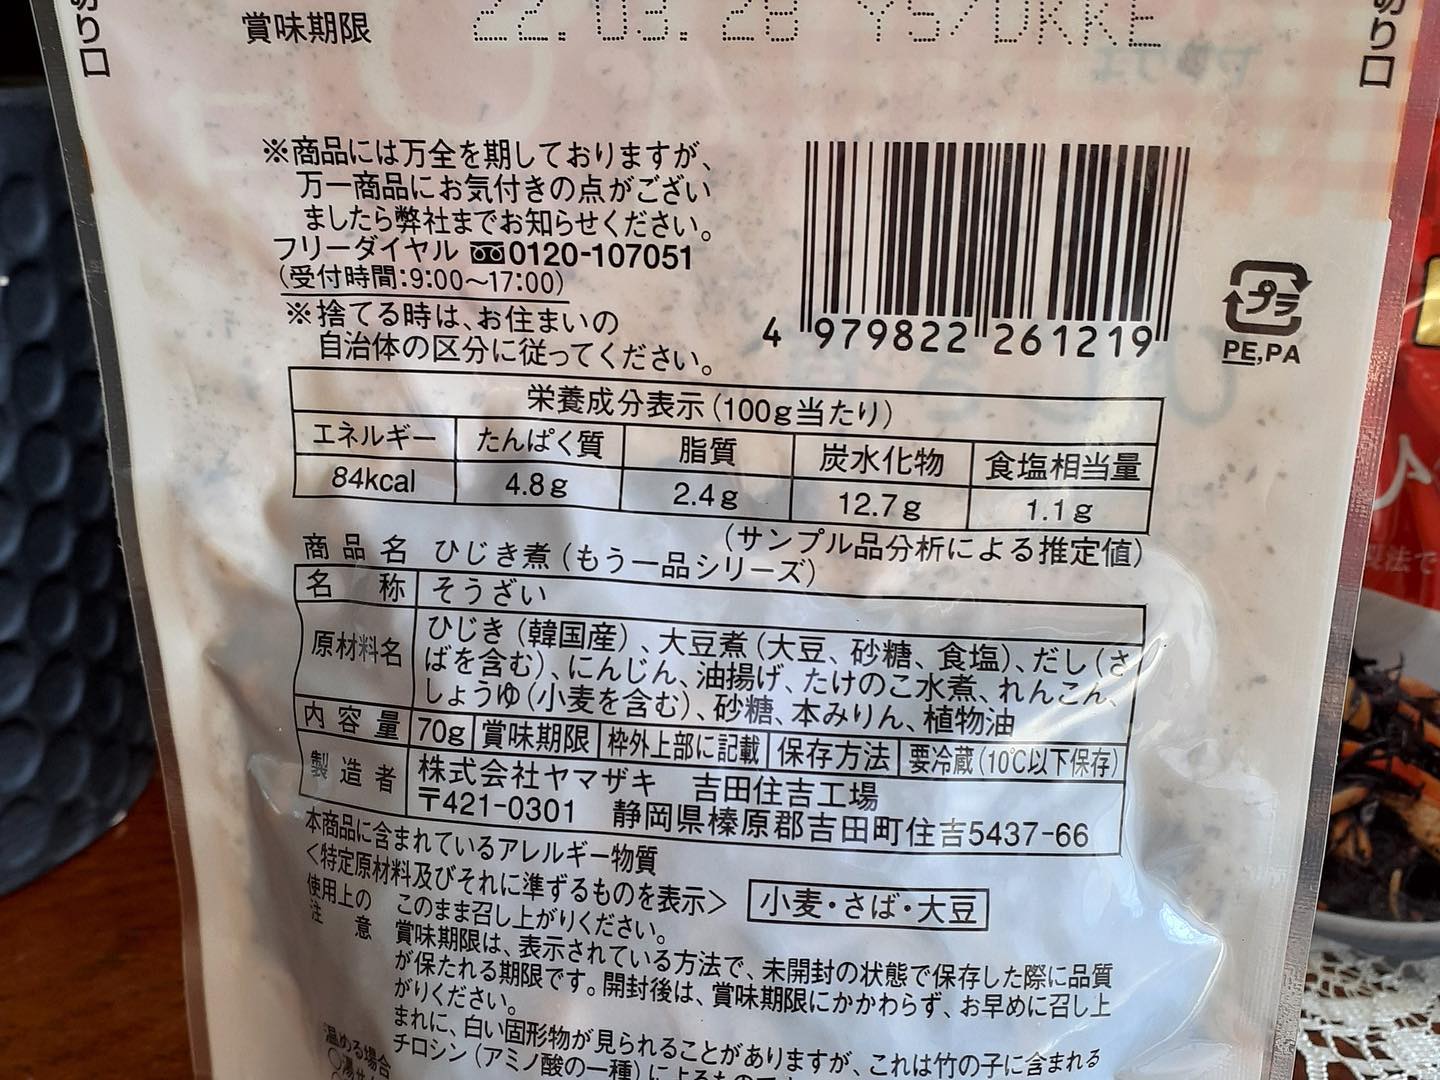 切り口
賞味期限 22.03.28 YS/DKKE
切り口
※商品には万全を期しておりますが、
万一商品にお気付きの点がござい
ましたら弊社までお知らせください。
フリーダイヤル 0120-107051
(受付時間:9:00〜17:00)
※捨てる時は、お住まいの
自治体の区分に従ってください。
4 979822 261219
プラ
PE,PA
栄養成分表示(100g当たり)
エネルギー たんぱく質 脂質 炭水化物 食塩相当量
84kcal 4.8g 2.4g 12.7g 1.1g
(サンプル品分析による推定値)
商品名 ひじき煮(もう一品シリーズ)
名称 そうざい
原材料名 ひじき(韓国産)、大豆煮(大豆、砂糖、食塩)、だし(さ
ばを含む)、にんじん、油揚げ、たけのこ水煮、れんこん、
しょうゆ(小麦を含む)、砂糖、本みりん、植物油
内容量 70g 賞味期限 枠外上部に記載 保存方法 要冷蔵(10℃以下保存)
製造者 株式会社ヤマザキ 吉田住吉工場
〒421-0301 静岡県榛原郡吉田町住吉5437-66
本商品に含まれているアレルギー物質
<特定原材料及びそれに準ずるものを表示> 小麦・さば・大豆
使用上の注意 このまま召し上がりください。
賞味期限は、表示されている方法で、未開封の状態で保存した際に品質
が保たれる期限です。開封後は、賞味期限にかかわらず、お早めに召し上
がりください。
まれに、白い固形物が見られることがありますが、これは竹の子に含まれる
チロシン(アミノ酸の一種)による
温める場合
製法で